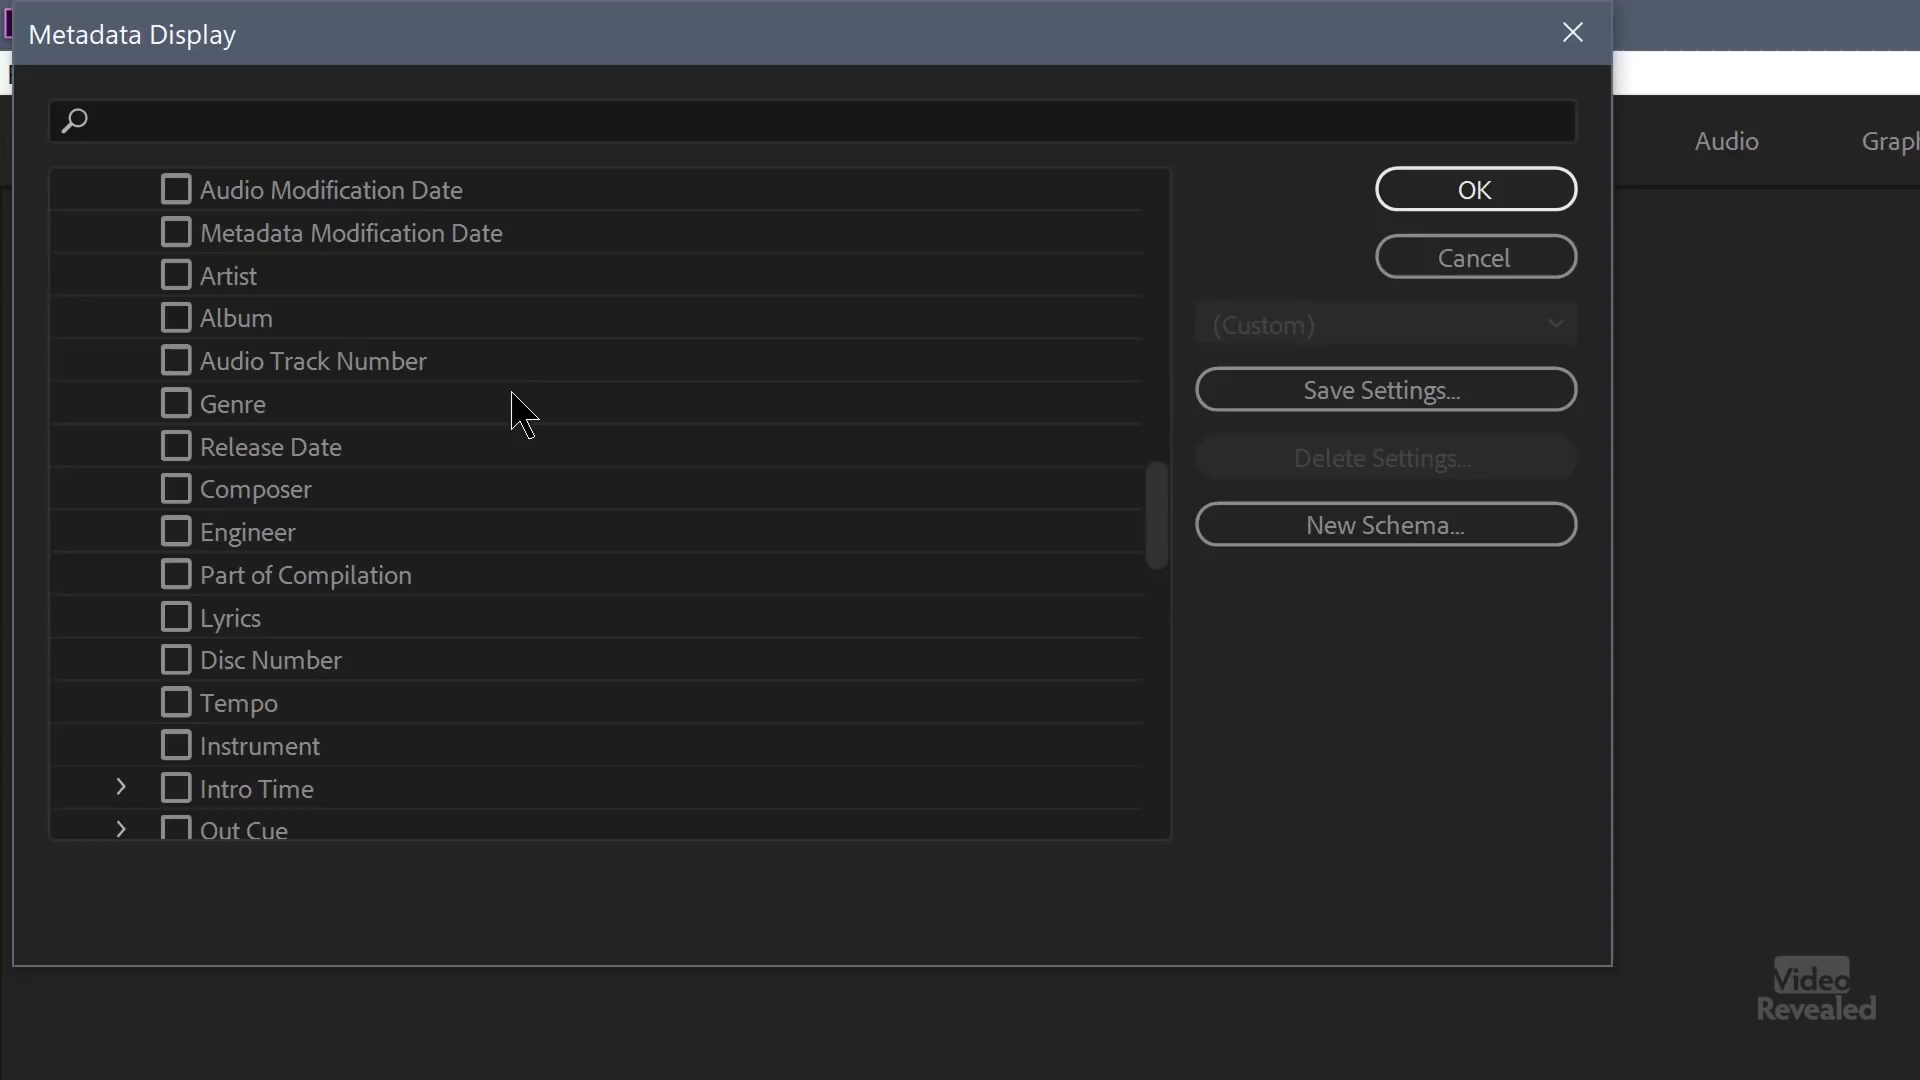 Metadata Display
Audio
Audio Modification Date
Metadata Modification Date
Artist
Album
Audio Track Number
Genre
Release Date
Composer
Engineer
Part of Compilation
Lyrics
Disc Number
Tempo
Instrument
Intro Time
Out Cue
OK
Cancel
(Custom)
Save Settings...
Delete Settings...
New Schema...
Video
Revealed